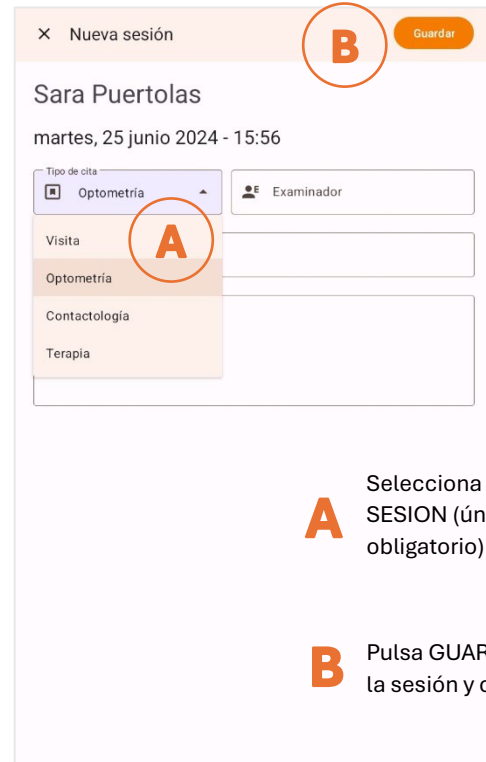 × Nueva sesión
B
Guardar
Sara Puertolas
martes, 25 junio 2024 - 15:56
Tipo de cita
Optometría
E Examinador
Visita
A
Optometría
Contactología
Terapia
A
Selecciona
SESION (ún
obligatorio)
B
Pulsa GUAR
la sesión y